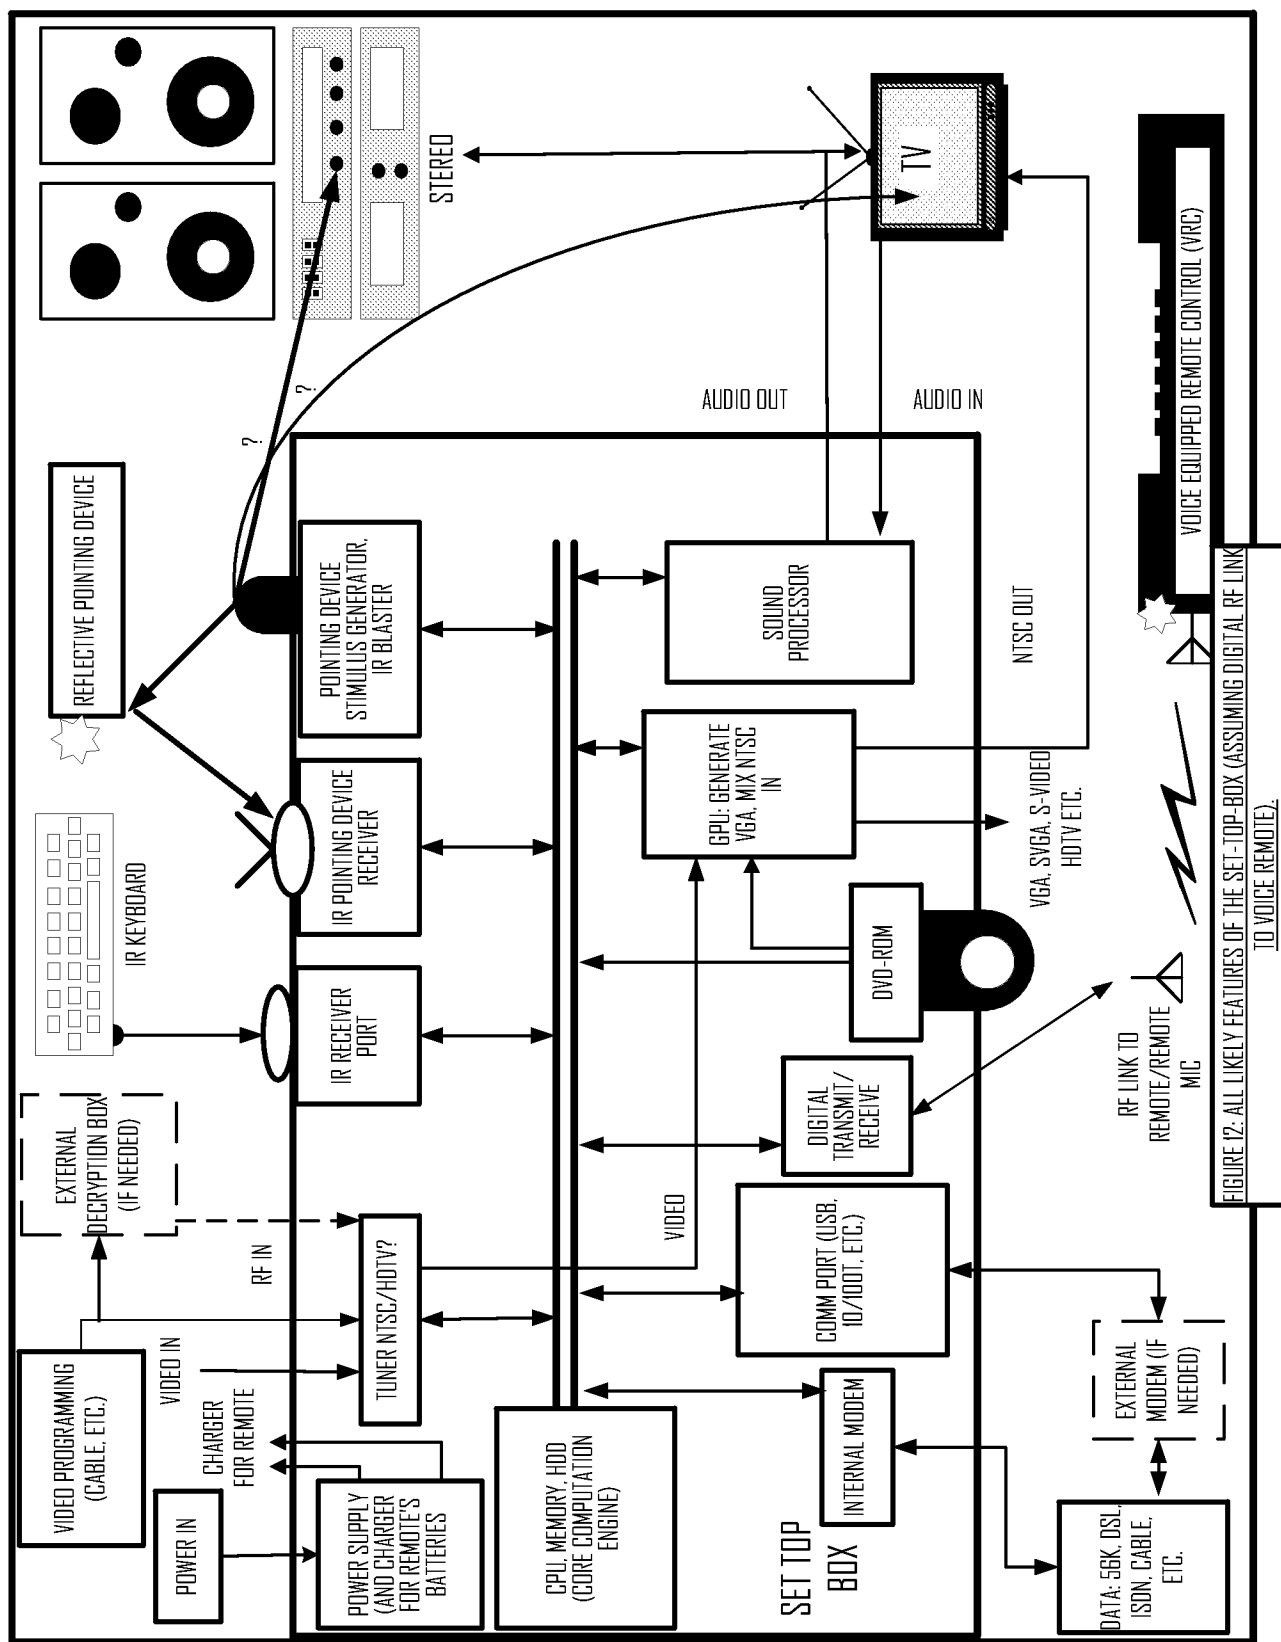 VIDEO PROGRAMMING
(CABLE, ETC.)
POWER IN
CHARGER
FOR REMOTE
VIDEO IN
EXTERNAL
DECRYPTION BOX
(IF NEEDED)
RF IN
IR KEYBOARD
REFLECTIVE POINTING DEVICE
?
?
STEREO
POWER SUPPLY
(AND CHARGER
FOR REMOTE'S
BATTERIES
TUNER NTSC/HDTV?
IR RECEIVER
PORT
IR POINTING DEVICE
RECEIVER
POINTING DEVICE
STIMULUS GENERATOR,
IR BLASTER
CPU, MEMORY, HDD
(CORE COMPUTATION
ENGINE)
VIDEO
GPU: GENERATE
VGA, MIX NTSC
IN
SOUND
PROCESSOR
AUDIO OUT
AUDIO IN
TV
SET TOP
BOX
INTERNAL MODEM
COMM PORT (USB,
10/100T, ETC.)
DIGITAL
TRANSMIT/
RECEIVE
DVD-ROM
NTSC OUT
VGA, SVGA, S-VIDEO
HDTV ETC.
DATA: 56K, DSL,
ISDN, CABLE,
ETC.
EXTERNAL
MODEM (IF
NEEDED)
RF LINK TO
REMOTE/REMOTE
MIC
VOICE EQUIPPED REMOTE CONTROL (VRC)
FIGURE 12: ALL LIKELY FEATURES OF THE SET-TOP-BOX (ASSUMING DIGITAL RF LINK
TO VOICE REMOTE).